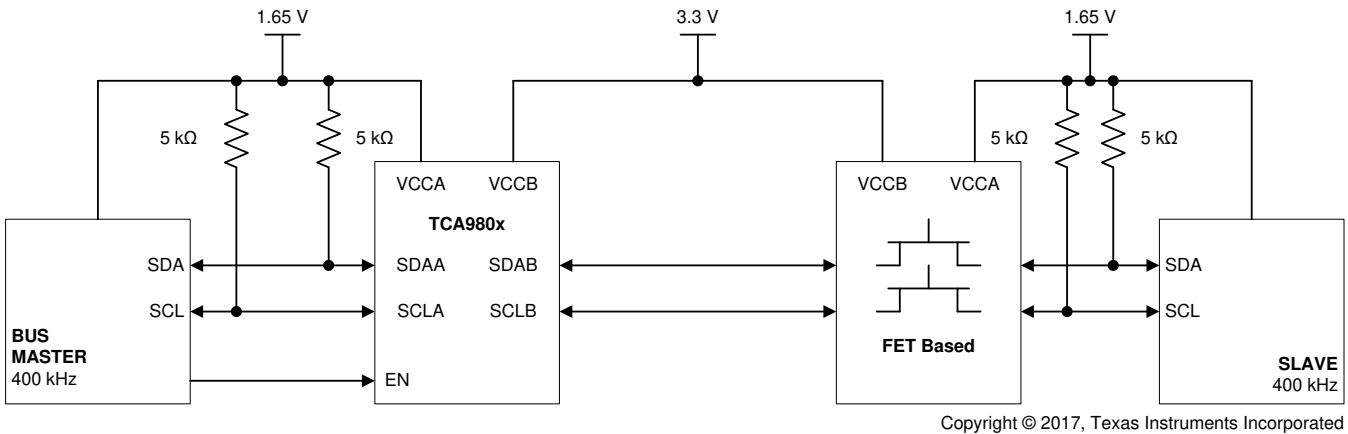 1.65 V
3.3 V
1.65 V
5 kΩ
5 kΩ
5 kΩ
5 kΩ
VCCA VCCB
VCCB VCCA
TCA980x
SDA
SDAA SDAB
SDA
SCL
SCLA SCLB
SCL
BUS
MASTER
400 kHz
EN
FET Based
SLAVE
400 kHz
Copyright © 2017, Texas Instruments Incorporated